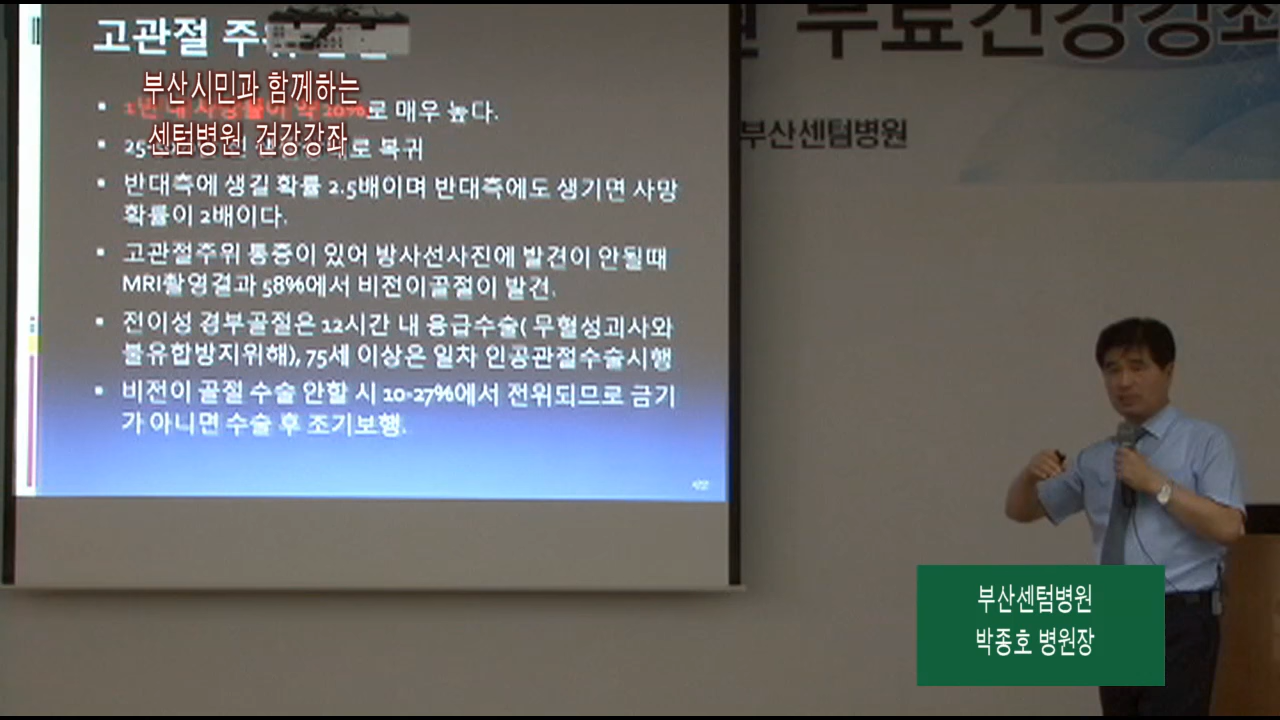 고관절 주위
부산시민과 함께하는
센텀병원 건강강좌
로 매우 높다.
로 복귀
• 반대측에 생길 확률 2.5배이며 반대측에도 생기면 사망
확률이 2배이다.
• 고관절주위 통증이 있어 방사선사진에 발견이 안될때
MRI촬영결과 58%에서 비전이골절이 발견.
• 전이성 경부골절은 12시간 내 응급수술( 무혈성괴사와
불유합방지위해), 75세 이상은 일차 인공관절수술시행
• 비전이 골절 수술 안할 시 10-27%에서 전위되므로 금기
가 아니면 수술 후 조기보행.
무료건강강좌
부산센텀병원
부산센텀병원
박종호 병원장